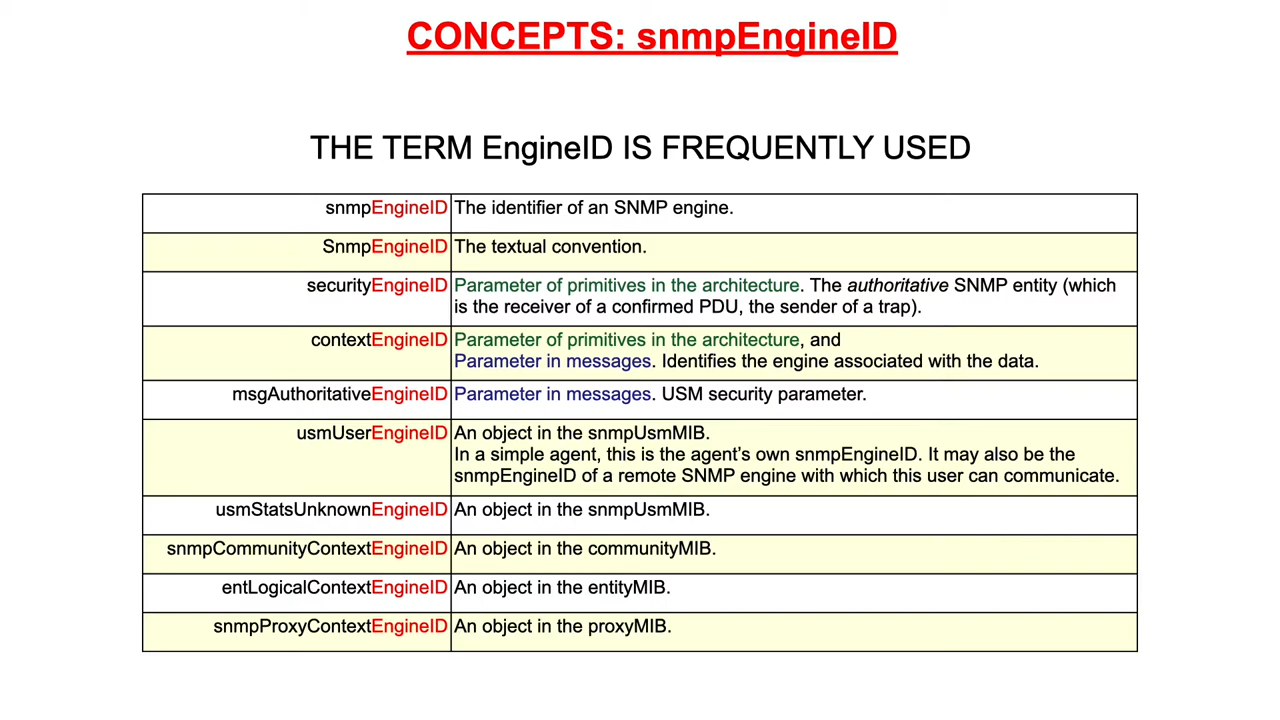 CONCEPTS: snmpEngineID
THE TERM EngineID IS FREQUENTLY USED
snmpEngineID The identifier of an SNMP engine.
SnmpEngineID The textual convention.
securityEngineID Parameter of primitives in the architecture. The authoritative SNMP entity (which
is the receiver of a confirmed PDU, the sender of a trap).
contextEngineID Parameter of primitives in the architecture, and
Parameter in messages. Identifies the engine associated with the data.
msgAuthoritativeEngineID Parameter in messages. USM security parameter.
usmUserEngineID An object in the snmpUsmMIB.
In a simple agent, this is the agent’s own snmpEngineID. It may also be the
snmpEngineID of a remote SNMP engine with which this user can communicate.
usmStatsUnknownEngineID An object in the snmpUsmMIB.
snmpCommunityContextEngineID An object in the communityMIB.
entLogicalContextEngineID An object in the entityMIB.
snmpProxyContextEngineID An object in the proxyMIB.